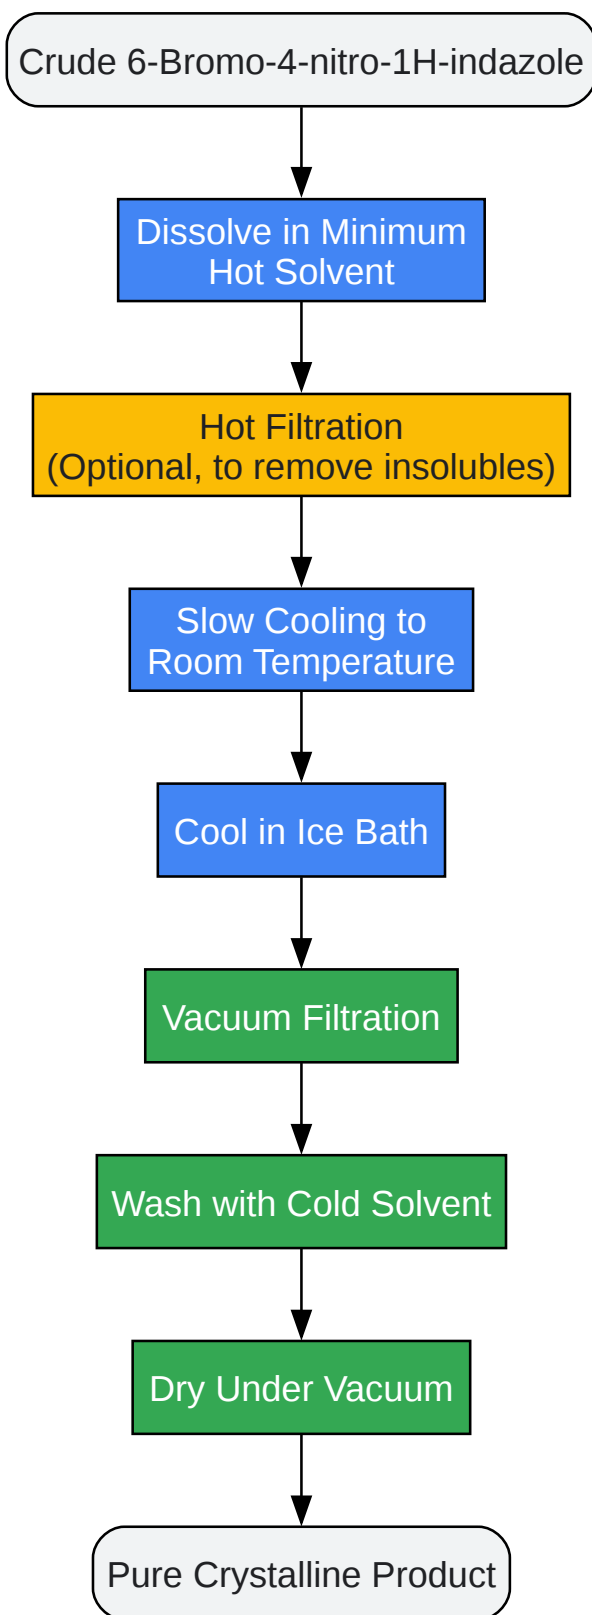 Crude 6-Bromo-4-nitro-1H-indazole
Dissolve in Minimum
Hot Solvent
Hot Filtration
(Optional, to remove insolubles)
Slow Cooling to
Room Temperature
Cool in Ice Bath
Vacuum Filtration
Wash with Cold Solvent
Dry Under Vacuum
Pure Crystalline Product